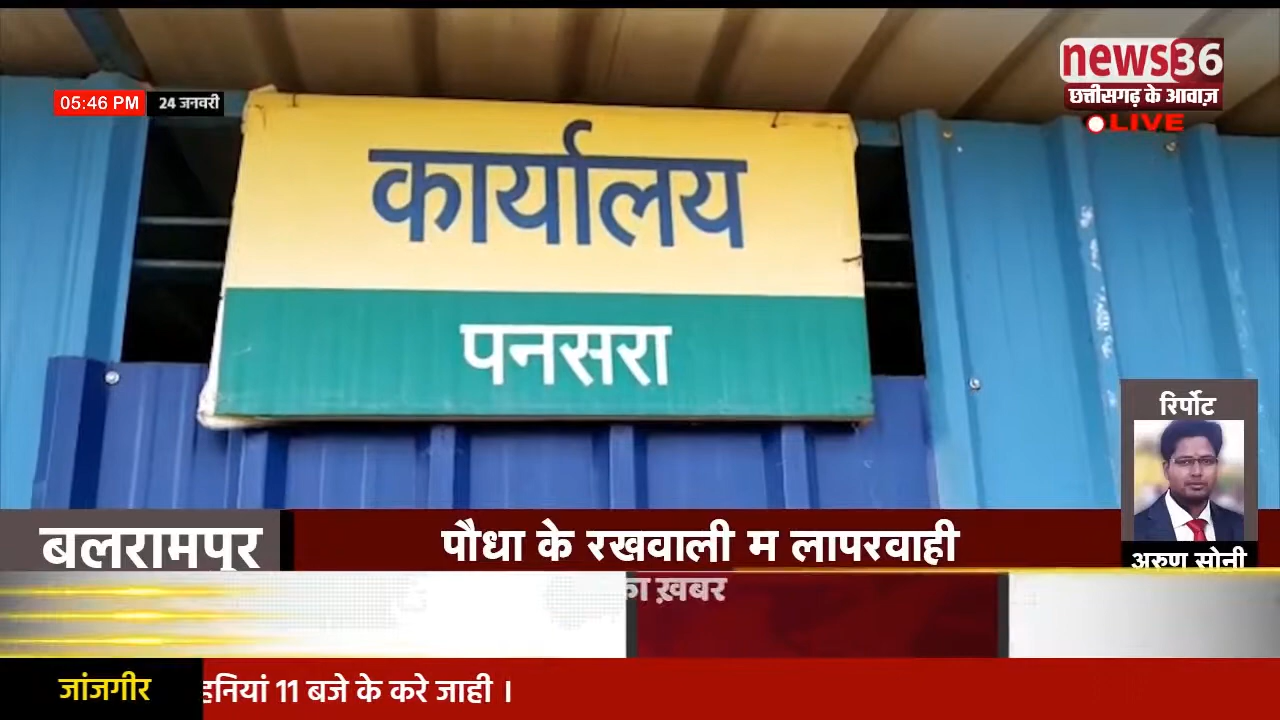 news36
छत्तीसगढ़ के आवाज़
LIVE
05:46 PM
24 जनवरी
कार्यालय
पनसरा
रिर्पोट
अरुण सोनी
बलरामपुर
पौधा के रखवाली म लापरवाही
ख़बर
जांजगीर
11 बजे के करे जाही ।